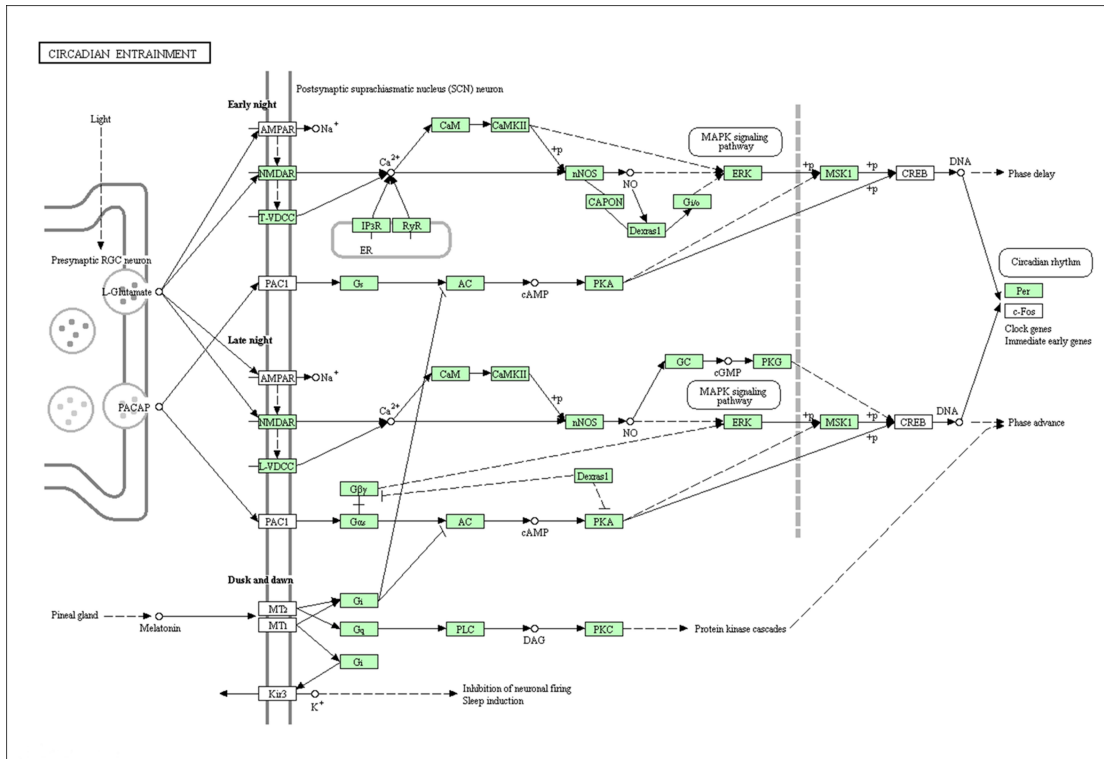 CIRCADIAN ENTRAINMENT
Postsynaptic suprachiasmatic nucleus (SCN) neuron
Early night
Light
AMPAR
Na+
CaM
CaMKII
MAPK signaling
pathway
+p
Ca2+
NMDAR
nNOS
NO
ERK
+p
MSK1
+p
CREB
DNA
Phase delay
+p
CAPON
Gi/o
T-VDCC
IP3R
RyR
Dexras1
ER
Presynaptic RGC neuron
Circadian rhythm
L-Glutamate
PAC1
Gs
AC
cAMP
PKA
Per
c-Fos
Clock genes
Immediate early genes
Late night
GC
cGMP
PKG
AMPAR
Na+
CaM
CaMKII
MAPK signaling
pathway
PACAP
+p
Ca2+
NMDAR
nNOS
NO
ERK
+p
MSK1
+p
CREB
DNA
Phase advance
+p
L-VDCC
Gβγ
Dexras1
PAC1
Gαs
AC
cAMP
PKA
Dusk and dawn
Gi
Pineal gland
Melatonin
MT2
MT1
Gq
PLC
DAG
PKC
Protein kinase cascades
Gi
Kir3
K+
Inhibition of neuronal firing
Sleep induction